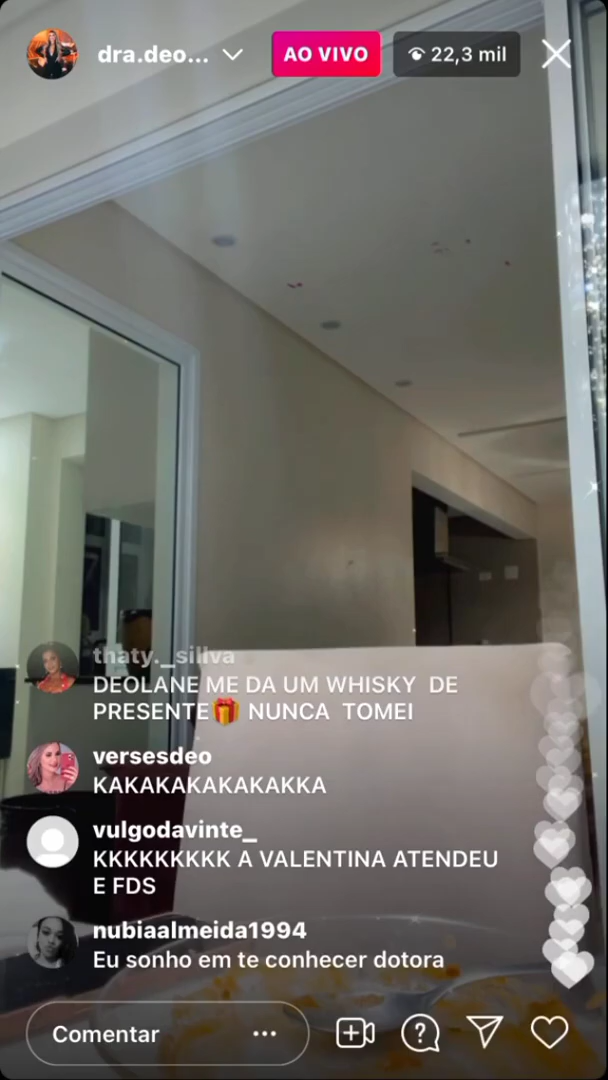 dra.deo...
AO VIVO
22,3 mil
thaty._sillva
DEOLANE ME DA UM WHISKY DE
PRESENTE🎁 NUNCA TOMEI
versesdeo
KAKAKAKAKAKAKKA
vulgodavinte_
KKKKKKKKK A VALENTINA ATENDEU
E FDS
nubiaalmeida1994
Eu sonho em te conhecer dotora
Comentar